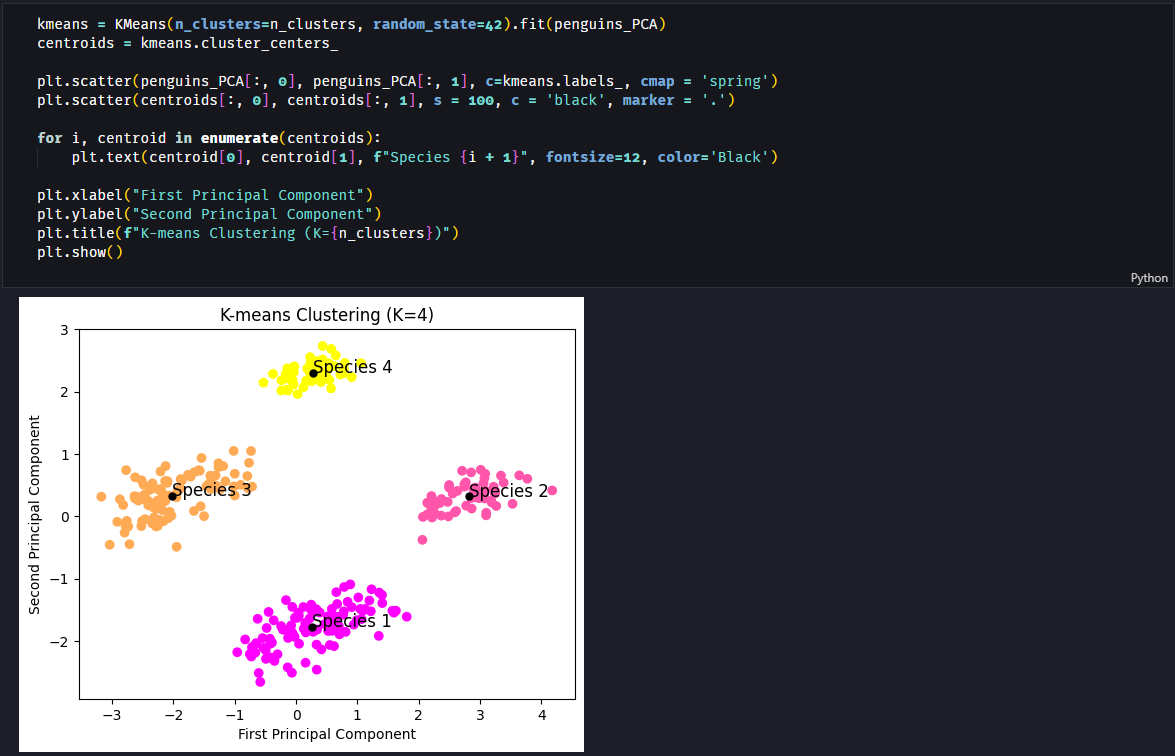 kmeans = KMeans(n_clusters=n_clusters, random_state=42).fit(penguins_PCA)
centroids = kmeans.cluster_centers_
plt.scatter(penguins_PCA[:, 0], penguins_PCA[:, 1], c=kmeans.labels_, cmap = 'spring')
plt.scatter(centroids[:, 0], centroids[:, 1], s = 100, c = 'black', marker = '.')
for i, centroid in enumerate(centroids):
    plt.text(centroid[0], centroid[1], f"Species {i + 1}", fontsize=12, color='Black')
plt.xlabel("First Principal Component")
plt.ylabel("Second Principal Component")
plt.title(f"K-means Clustering (K={n_clusters})")
plt.show()
Python
K-means Clustering (K=4)
3
2
1
0
−1
−2
Second Principal Component
Species 4
Species 3
Species 2
Species 1
−3 −2 −1 0 1 2 3 4
First Principal Component